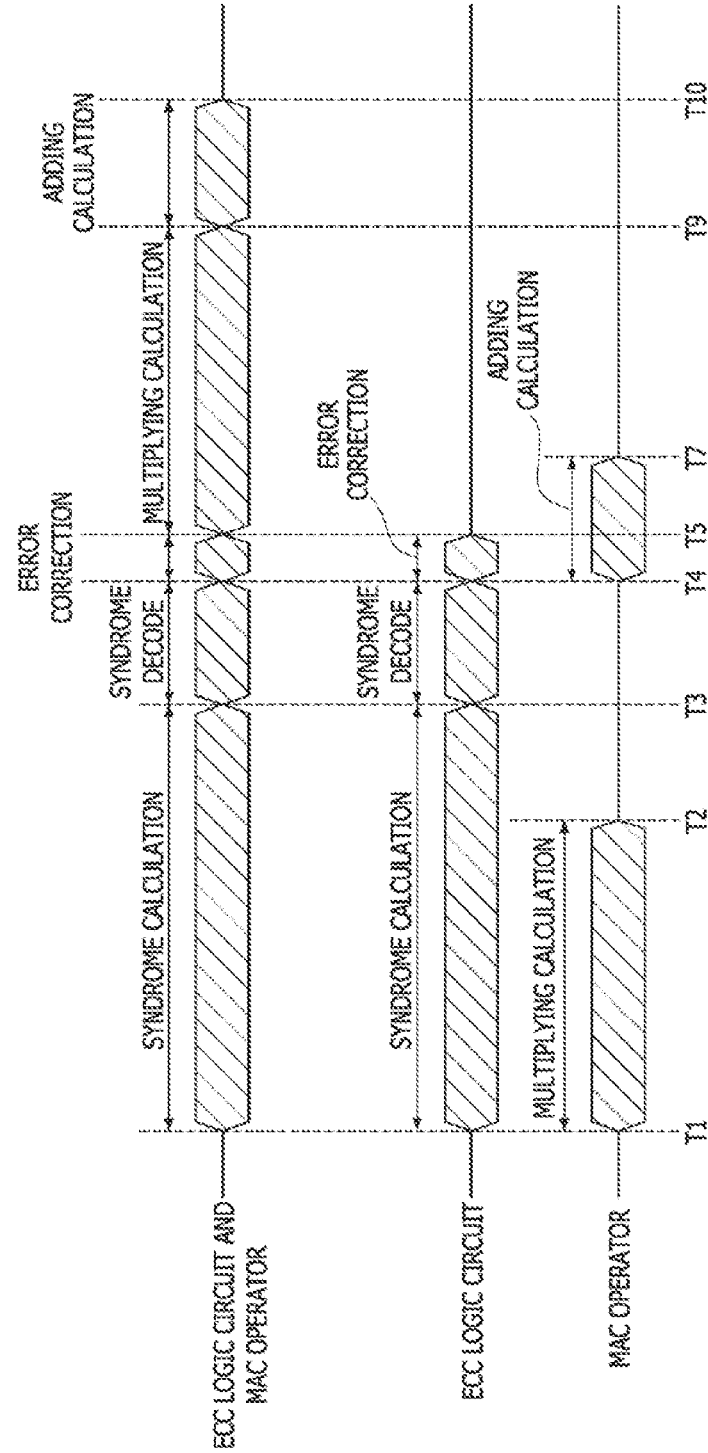 ECC LOGIC CIRCUIT AND
MAC OPERATOR
SYNDROME CALCULATION
SYNDROME
DECODE
ERROR
CORRECTION
MULTIPLYING CALCULATION
ADDING
CALCULATION
ECC LOGIC CIRCUIT
SYNDROME CALCULATION
SYNDROME
DECODE
ERROR
CORRECTION
MAC OPERATOR
MULTIPLYING CALCULATION
ADDING
CALCULATION
T1
T2
T3
T4
T5
T7
T9
T10